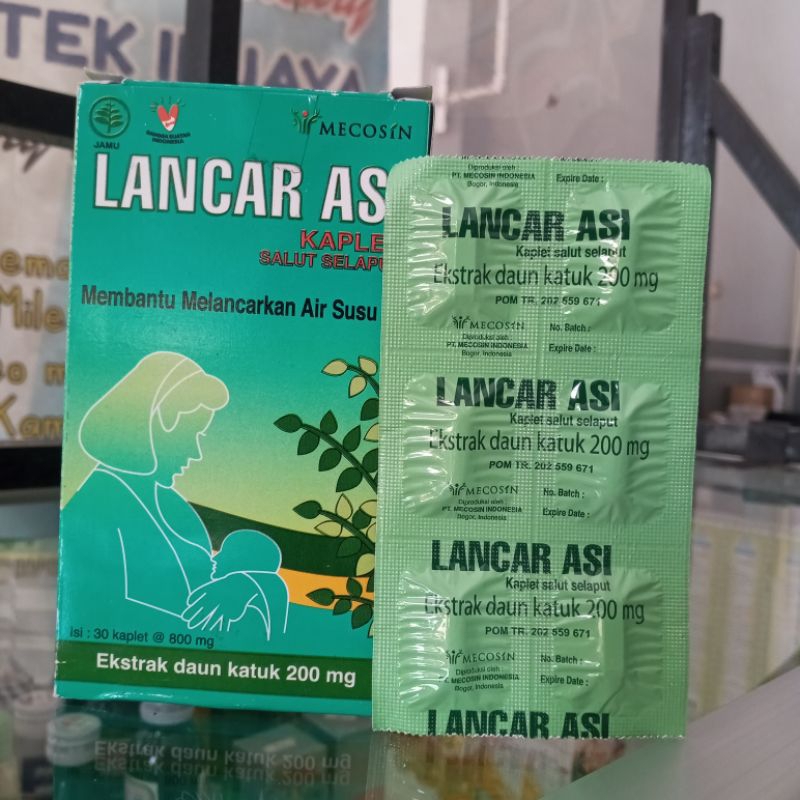 TEK I JAYA
JAMU
BANGGA BUATAN
INDONESIA
MECOSIN
LANCAR AS
KAPLE
SALUT SELAPU
Membantu Melancarkan Air Susu
isi : 30 kaplet @ 800 mg
Ekstrak daun katuk 200 mg
Diproduksi oleh :
PT. MECOSIN INDONESIA
Bogor, Indonesia
Expire Date :
LANCAR ASI
Kaplet salut selaput
Ekstrak daun katuk 200 mg
POM TR. 202 559 671
MECOSIN
Diproduksi oleh :
PT. MECOSIN INDONESIA
Bogor, Indonesia
No. Batch :
Expire Date :
LANCAR ASI
Kaplet salut selaput
Ekstrak daun katuk 200 mg
POM TR. 202 559 671
MECOSIN
Diproduksi oleh :
PT. MECOSIN INDONESIA
Bogor, Indonesia
No. Batch :
Expire Date :
LANCAR ASI
Kaplet salut selaput
Ekstrak daun katuk 200 mg
POM TR. 202 559 671
MECOSIN
Diproduksi oleh :
PT. MECOSIN INDONESIA
Bogor, Indonesia
No. Batch :
Expire Date :
LANCAR ASI